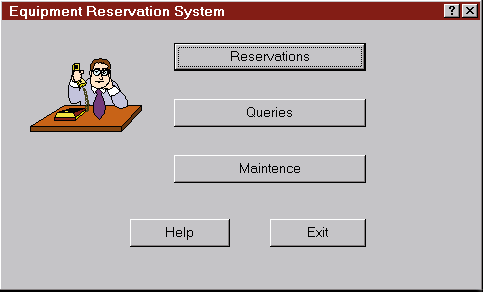 Equipment Reservation System
Reservations
Queries
Maintence
Help
Exit